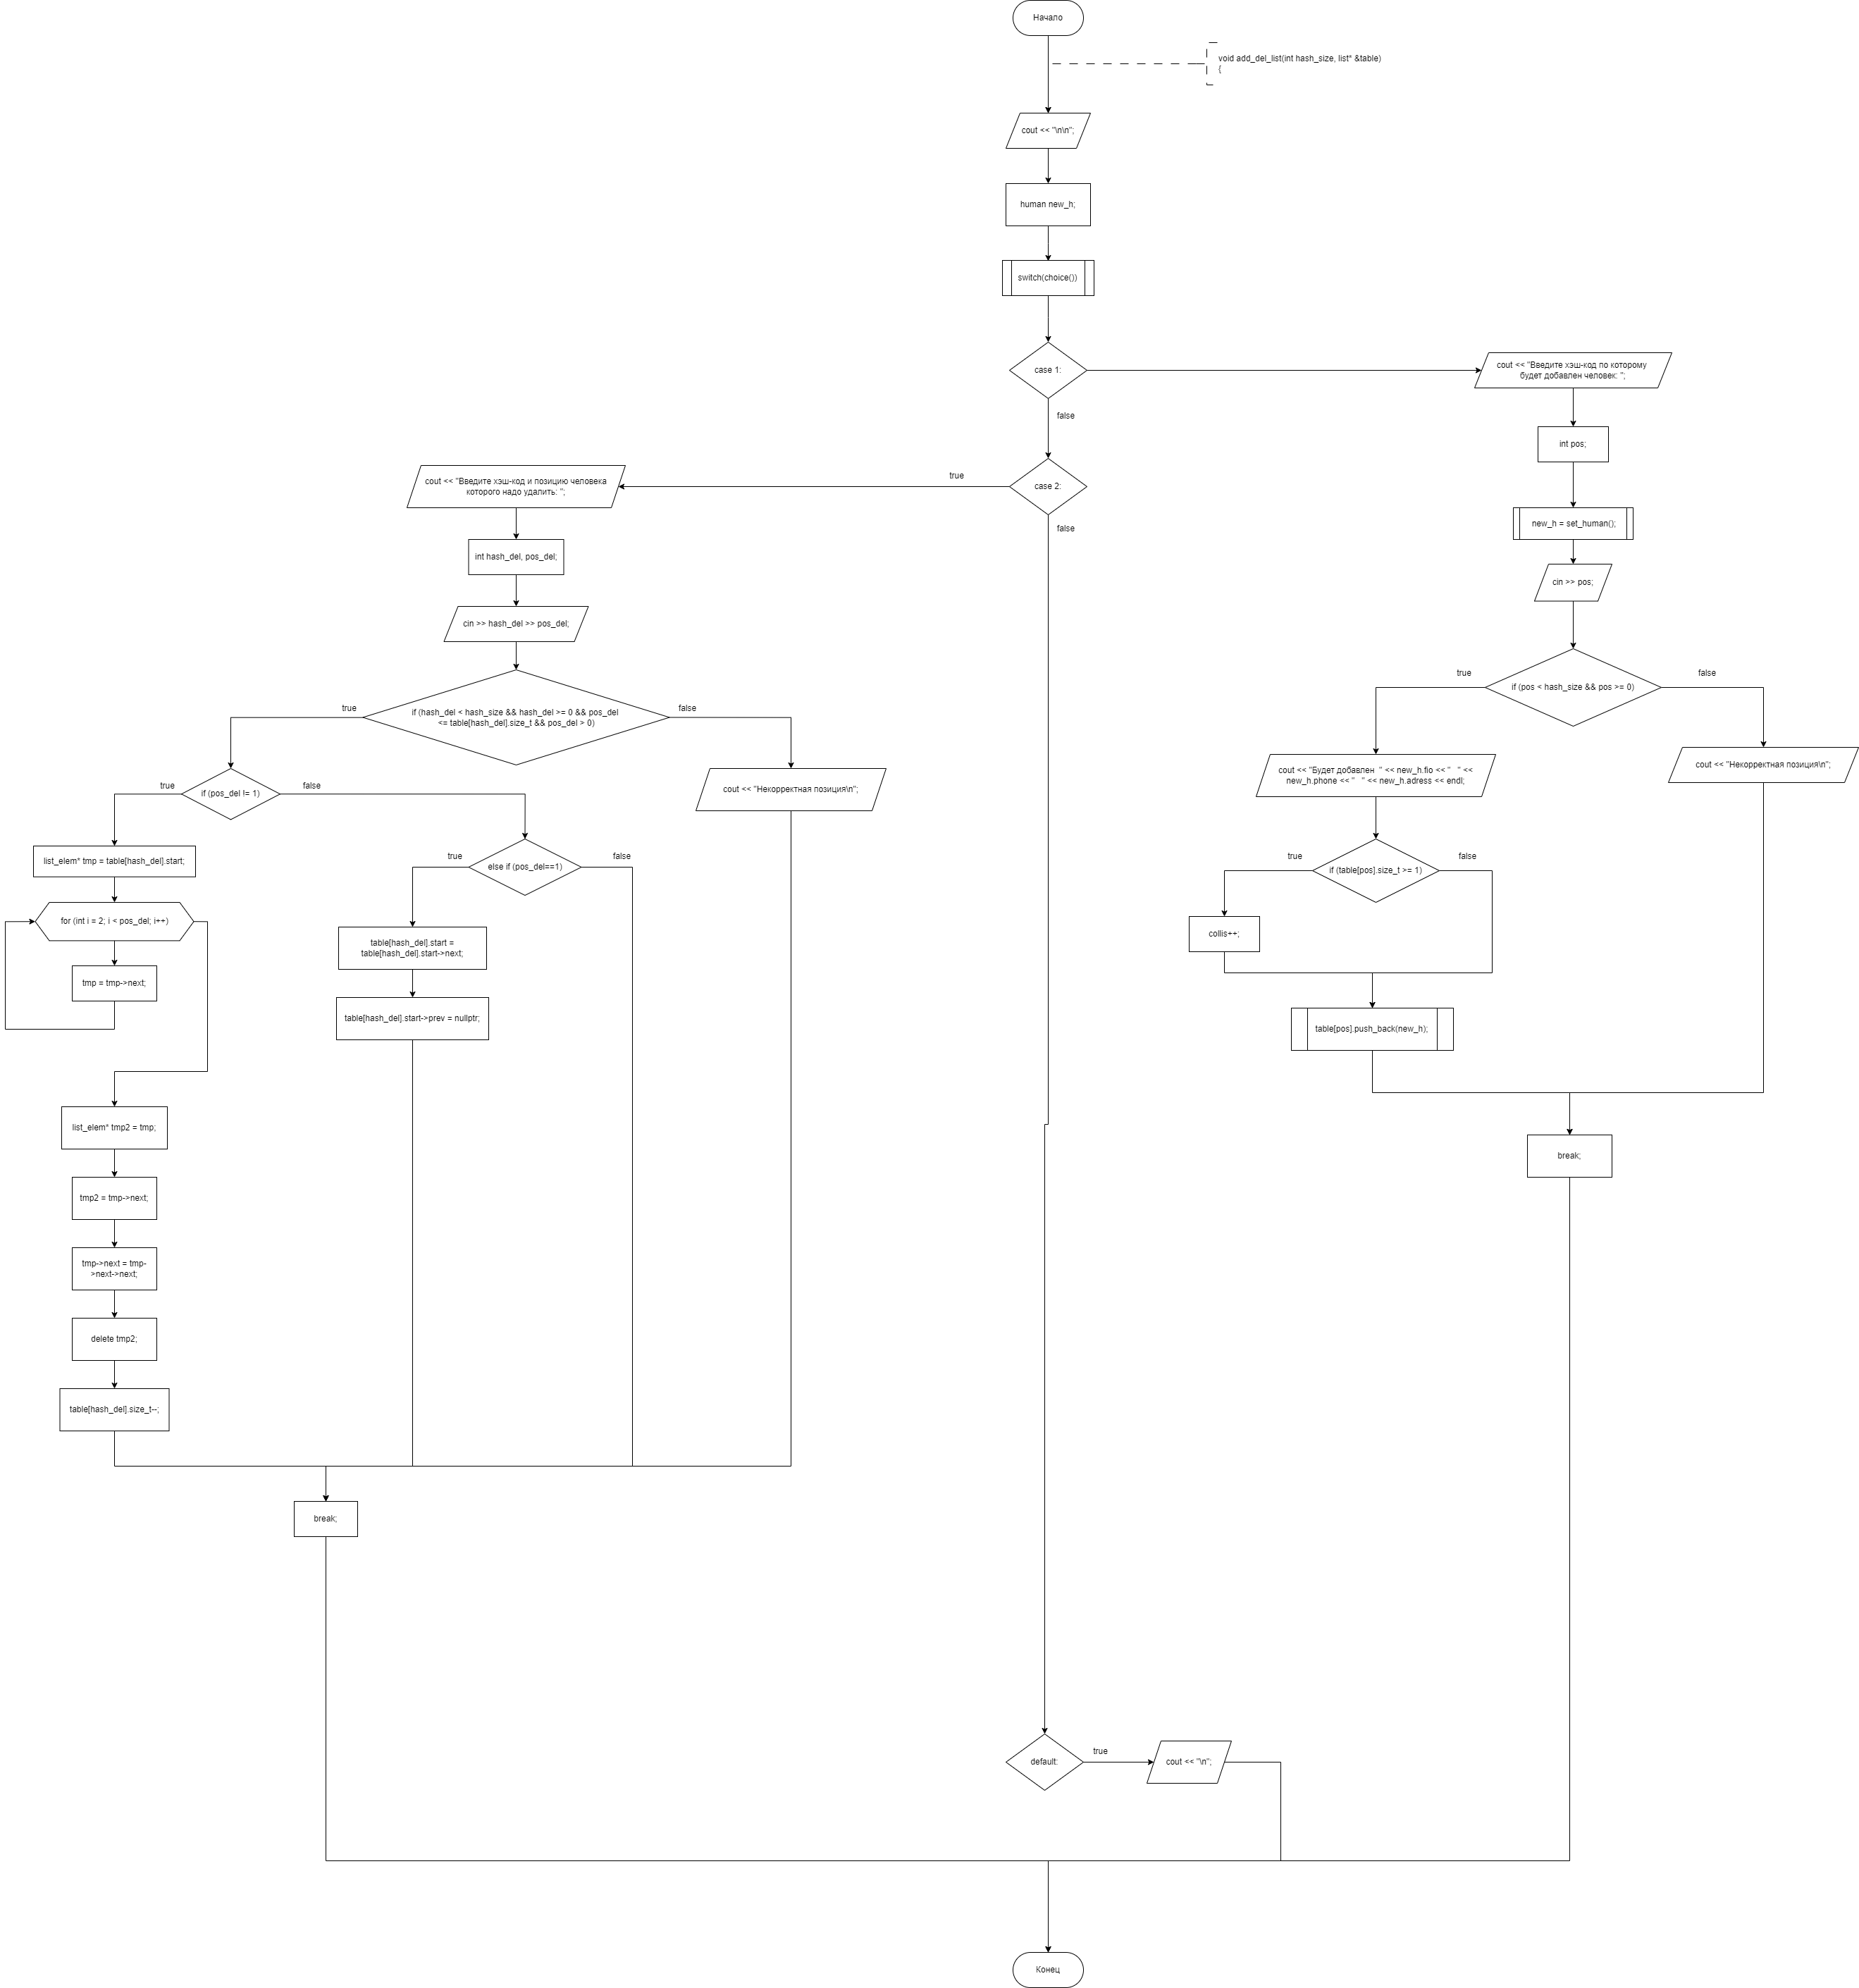 Начало
void add_del_list(int hash_size, list* &table)
{
cout << "\n\n";
human new_h;
switch(choice())
case 1:
false
cout << "Введите хэш-код по которому
будет добавлен человек: ";
int pos;
new_h = set_human();
cin >> pos;
if (pos < hash_size && pos >= 0)
true
false
cout << "Будет добавлен  " << new_h.fio << "   " <<
new_h.phone << "   " << new_h.adress << endl;
cout << "Некорректная позиция\n";
if (table[pos].size_t >= 1)
true
false
collis++;
table[pos].push_back(new_h);
break;
case 2:
true
false
cout << "Введите хэш-код и позицию человека
которого надо удалить: ";
int hash_del, pos_del;
cin >> hash_del >> pos_del;
if (hash_del < hash_size && hash_del >= 0 && pos_del
<= table[hash_del].size_t && pos_del > 0)
true
false
cout << "Некорректная позиция\n";
if (pos_del != 1)
true
false
list_elem* tmp = table[hash_del].start;
for (int i = 2; i < pos_del; i++)
tmp = tmp->next;
list_elem* tmp2 = tmp;
tmp2 = tmp->next;
tmp->next = tmp-
>next->next;
delete tmp2;
table[hash_del].size_t--;
else if (pos_del==1)
true
false
table[hash_del].start =
table[hash_del].start->next;
table[hash_del].start->prev = nullptr;
break;
default:
true
cout << "\n";
Конец